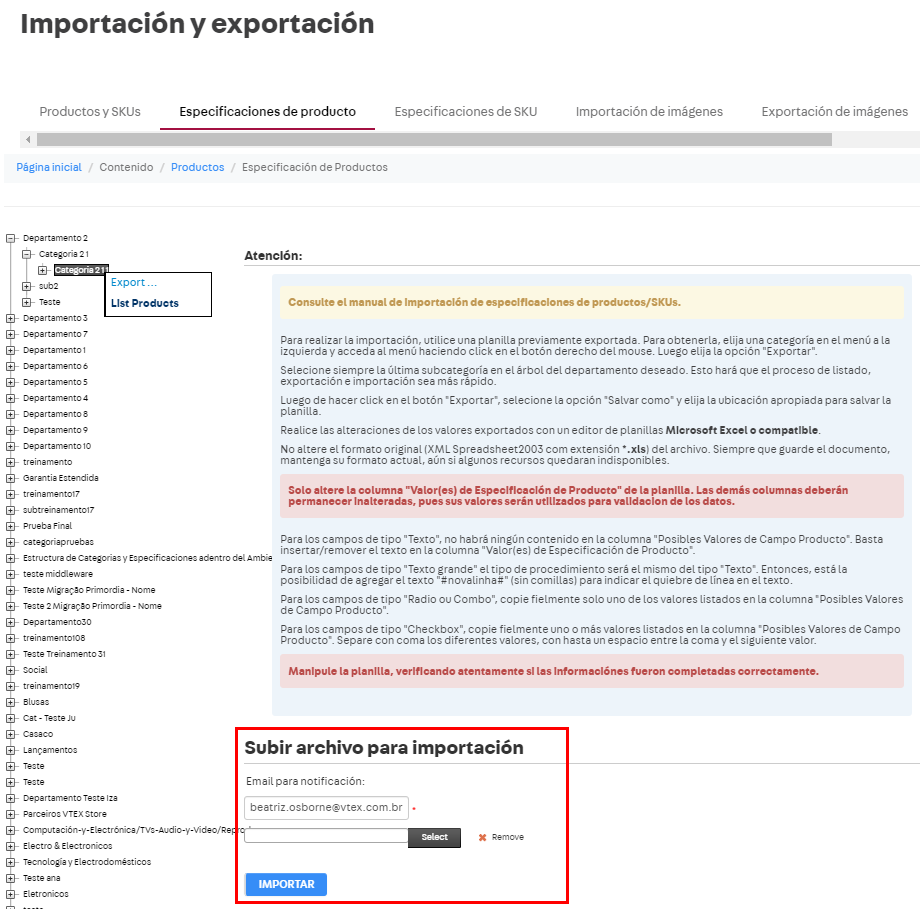 Importación y exportación
Productos y SKUs
Especificaciones de producto
Especificaciones de SKU
Importación de imágenes
Exportación de imágenes
Página inicial / Contenido / Productos / Especificación de Productos
Departamento 2
Categoria 2 1
Categoria 2 1 1
Export ...
List Products
sub2
Teste
Departamento 3
Departamento 7
Departamento 1
Departamento 6
Departamento 5
Departamento 4
Departamento 8
Departamento 9
Departamento 10
treinamento
Garantia Estendida
treinamento17
subtreinamento17
Prueba Final
categoriapruebas
Estructura de Categorias y Especificaciones adentro del Ambie
teste middleware
Teste Migração Primordia - Nome
Teste 2 Migração Primordia - Nome
Departamento30
treinamento108
Teste Treinamento 31
Social
treinamento19
Blusas
Cat - Teste Ju
Casaco
Lançamentos
Teste
Teste
Departamento Teste Iza
Parceiros VTEX Store
Computación-y-Electrónica/TVs-Audio-y-Video/Reprod
Electro & Electronicos
Tecnología y Electrodomésticos
Teste ana
Eletronicos
Atención:
Consulte el manual de importación de especificaciones de productos/SKUs.
Para realizar la importación, utilice una planilla previamente exportada. Para obtenerla, elija una categoría en el menú a la
izquierda y acceda al menú haciendo click en el botón derecho del mouse. Luego elija la opción "Exportar".
Selecione siempre la última subcategoría en el árbol del departamento deseado. Esto hará que el proceso de listado,
exportación e importación sea más rápido.
Luego de hacer click en el botón "Exportar", selecione la opción "Salvar como" y elija la ubicación apropiada para salvar la
planilla.
Realice las alteraciones de los valores exportados con un editor de planillas Microsoft Excel o compatible.
No altere el formato original (XML Spreadsheet2003 com extensión *.xls) del archivo. Siempre que guarde el documento,
mantenga su formato actual, aún si algunos recursos quedaran indisponibles.
Solo altere la columna "Valor(es) de Especificación de Producto" de la planilla. Las demás columnas deberán
permanecer inalteradas, pues sus valores serán utilizados para validacion de los datos.
Para los campos de tipo "Texto", no habrá ningún contenido en la columna "Posibles Valores de Campo Producto". Basta
insertar/remover el texto en la columna "Valor(es) de Especificación de Producto".
Para los campos de tipo "Texto grande" el tipo de procedimiento será el mismo del tipo "Texto". Entonces, está la
posibilidad de agregar el texto "#novalinha#" (sin comillas) para indicar el quiebre de línea en el texto.
Para los campos de tipo "Radio ou Combo", copie fielmente solo uno de los valores listados en la columna "Posibles Valores
de Campo Producto".
Para los campos de tipo "Checkbox", copie fielmente uno o más valores listados en la columna "Posibles Valores de Campo
Producto". Separe con coma los diferentes valores, con hasta un espacio entre la coma y el siguiente valor.
Manipule la planilla, verificando atentamente si las informaciónes fueron completadas correctamente.
Subir archivo para importación
Email para notificación:
beatriz.osborne@vtex.com.br *
Select
Remove
IMPORTAR